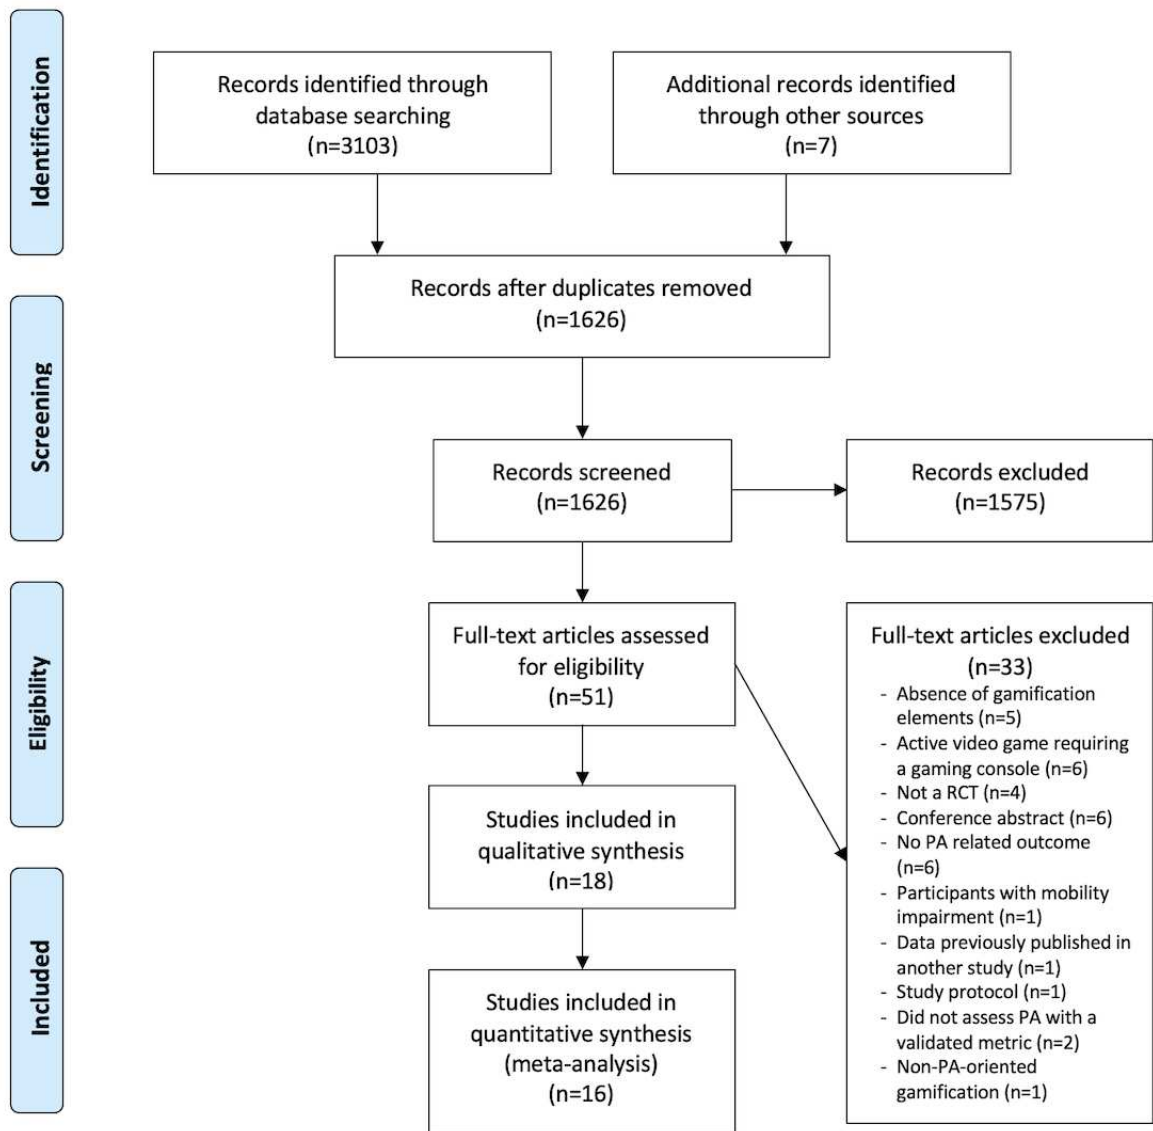 Identification
Records identified through
database searching
(n=3103)
Additional records identified
through other sources
(n=7)
Records after duplicates removed
(n=1626)
Screening
Records screened
(n=1626)
Records excluded
(n=1575)
Eligibility
Full-text articles assessed
for eligibility
(n=51)
Full-text articles excluded
(n=33)
- Absence of gamification
elements (n=5)
- Active video game requiring
a gaming console (n=6)
- Not a RCT (n=4)
- Conference abstract (n=6)
- No PA related outcome
(n=6)
- Participants with mobility
impairment (n=1)
- Data previously published in
another study (n=1)
- Study protocol (n=1)
- Did not assess PA with a
validated metric (n=2)
- Non-PA-oriented
gamification (n=1)
Studies included in
qualitative synthesis
(n=18)
Included
Studies included in
quantitative synthesis
(meta-analysis)
(n=16)